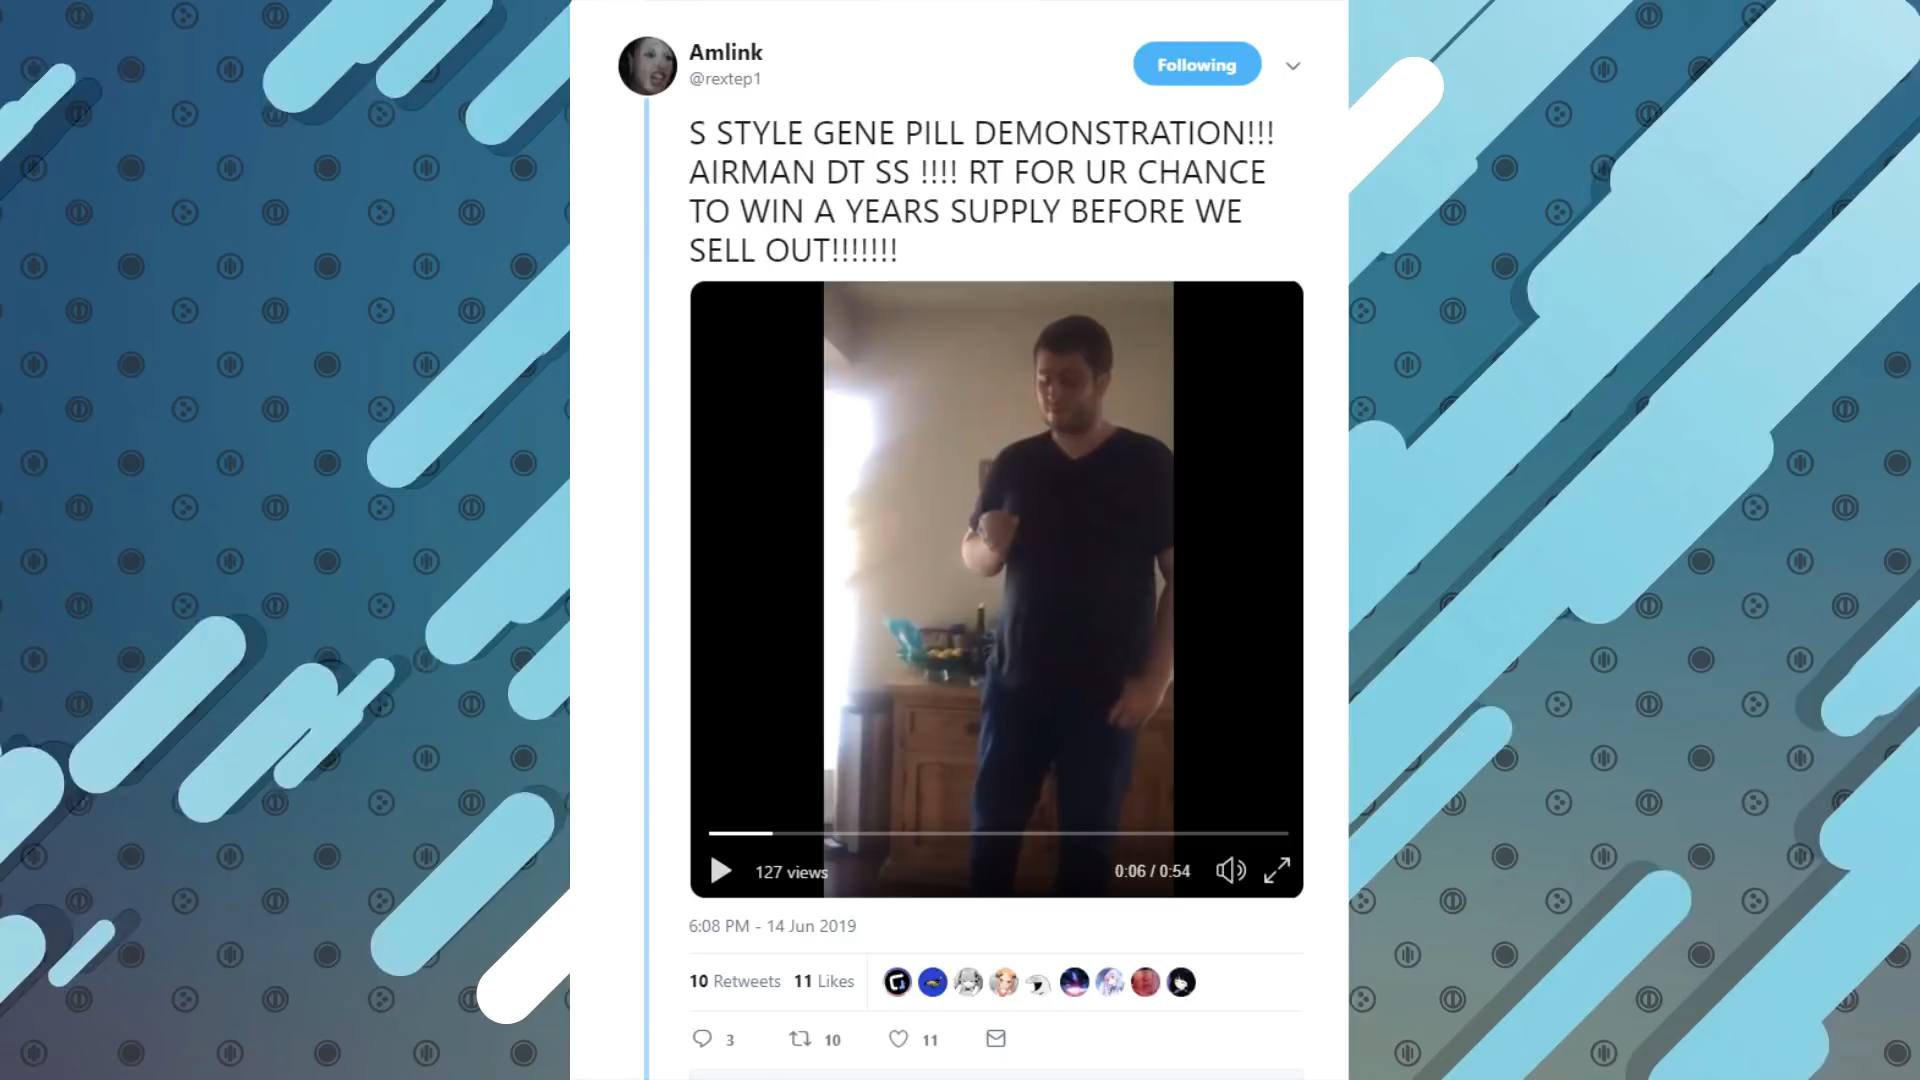 Amlink
@rextep1
Following
S STYLE GENE PILL DEMONSTRATION!!!
AIRMAN DT SS !!!! RT FOR UR CHANCE
TO WIN A YEARS SUPPLY BEFORE WE
SELL OUT!!!!!!!
127 views
0:06 / 0:54
6:08 PM - 14 Jun 2019
10 Retweets 11 Likes
3 10 11